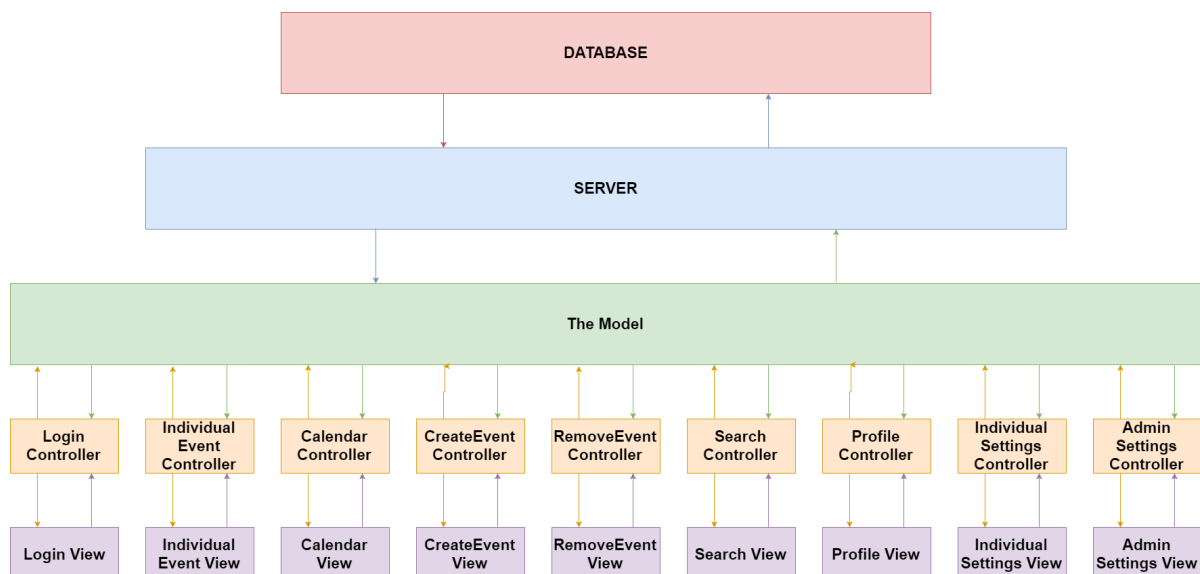 DATABASE
SERVER
The Model
Login
Controller
Individual
Event
Controller
Calendar
Controller
CreateEvent
Controller
RemoveEvent
Controller
Search
Controller
Profile
Controller
Individual
Settings
Controller
Admin
Settings
Controller
Login View
Individual
Event View
Calendar
View
CreateEvent
View
RemoveEvent
View
Search View
Profile View
Individual
Settings View
Admin
Settings View